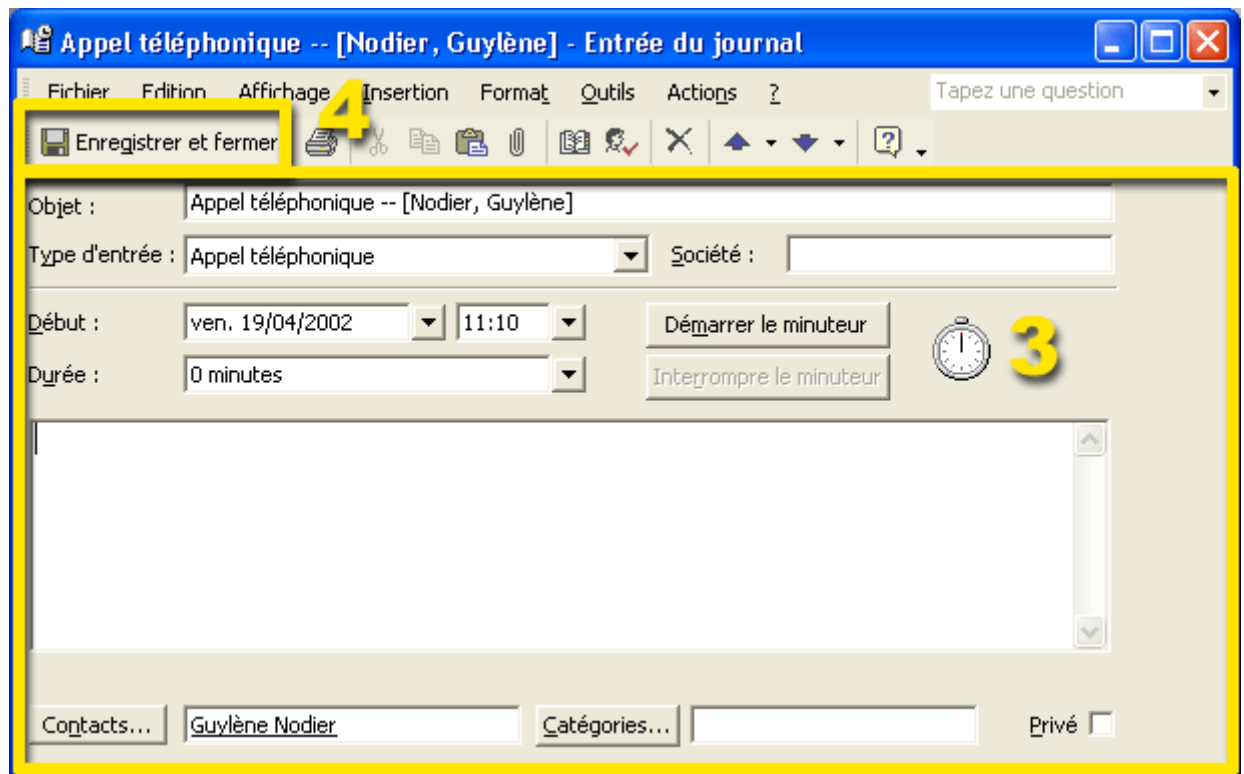 Appel téléphonique -- [Nodier, Guylène] - Entrée du journal
Fichier Edition Affichage Insertion Format Outils Actions ? Tapez une question
4
Enregistrer et fermer
Objet : Appel téléphonique -- [Nodier, Guylène]
Type d'entrée : Appel téléphonique Société :
Début : ven. 19/04/2002 11:10 Démarrer le minuteur
3
Durée : 0 minutes Interrompre le minuteur
Contacts... Guylène Nodier Catégories... Privé